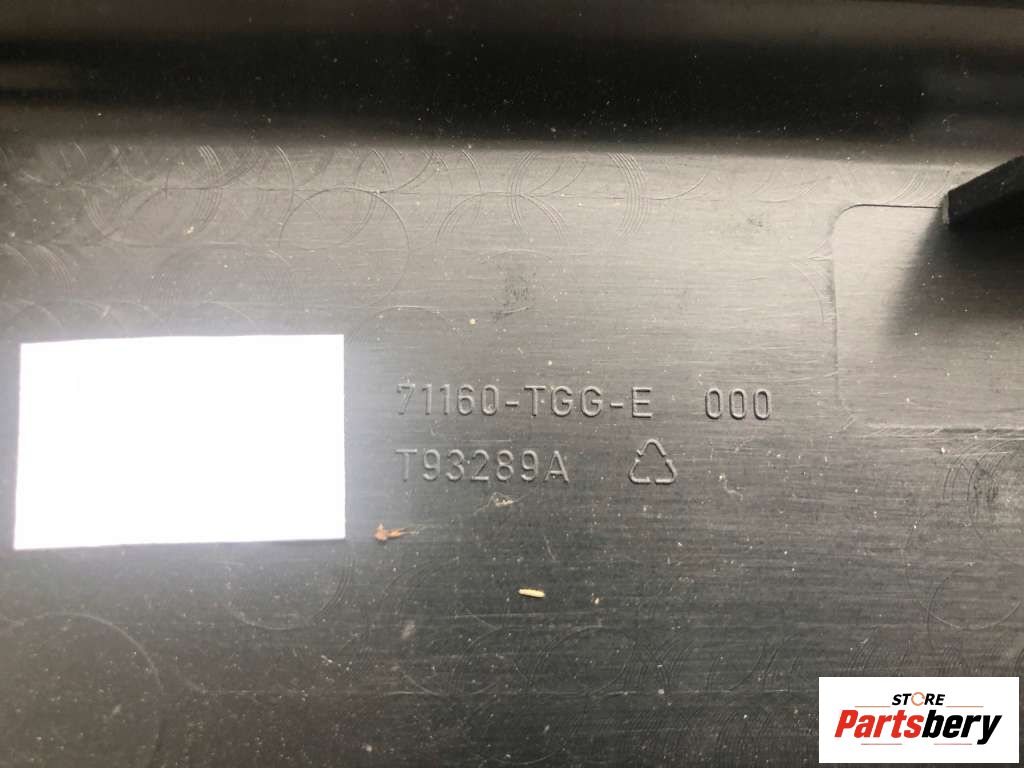 71160-TGG-E 000
T93289A
STORE
Partsbery